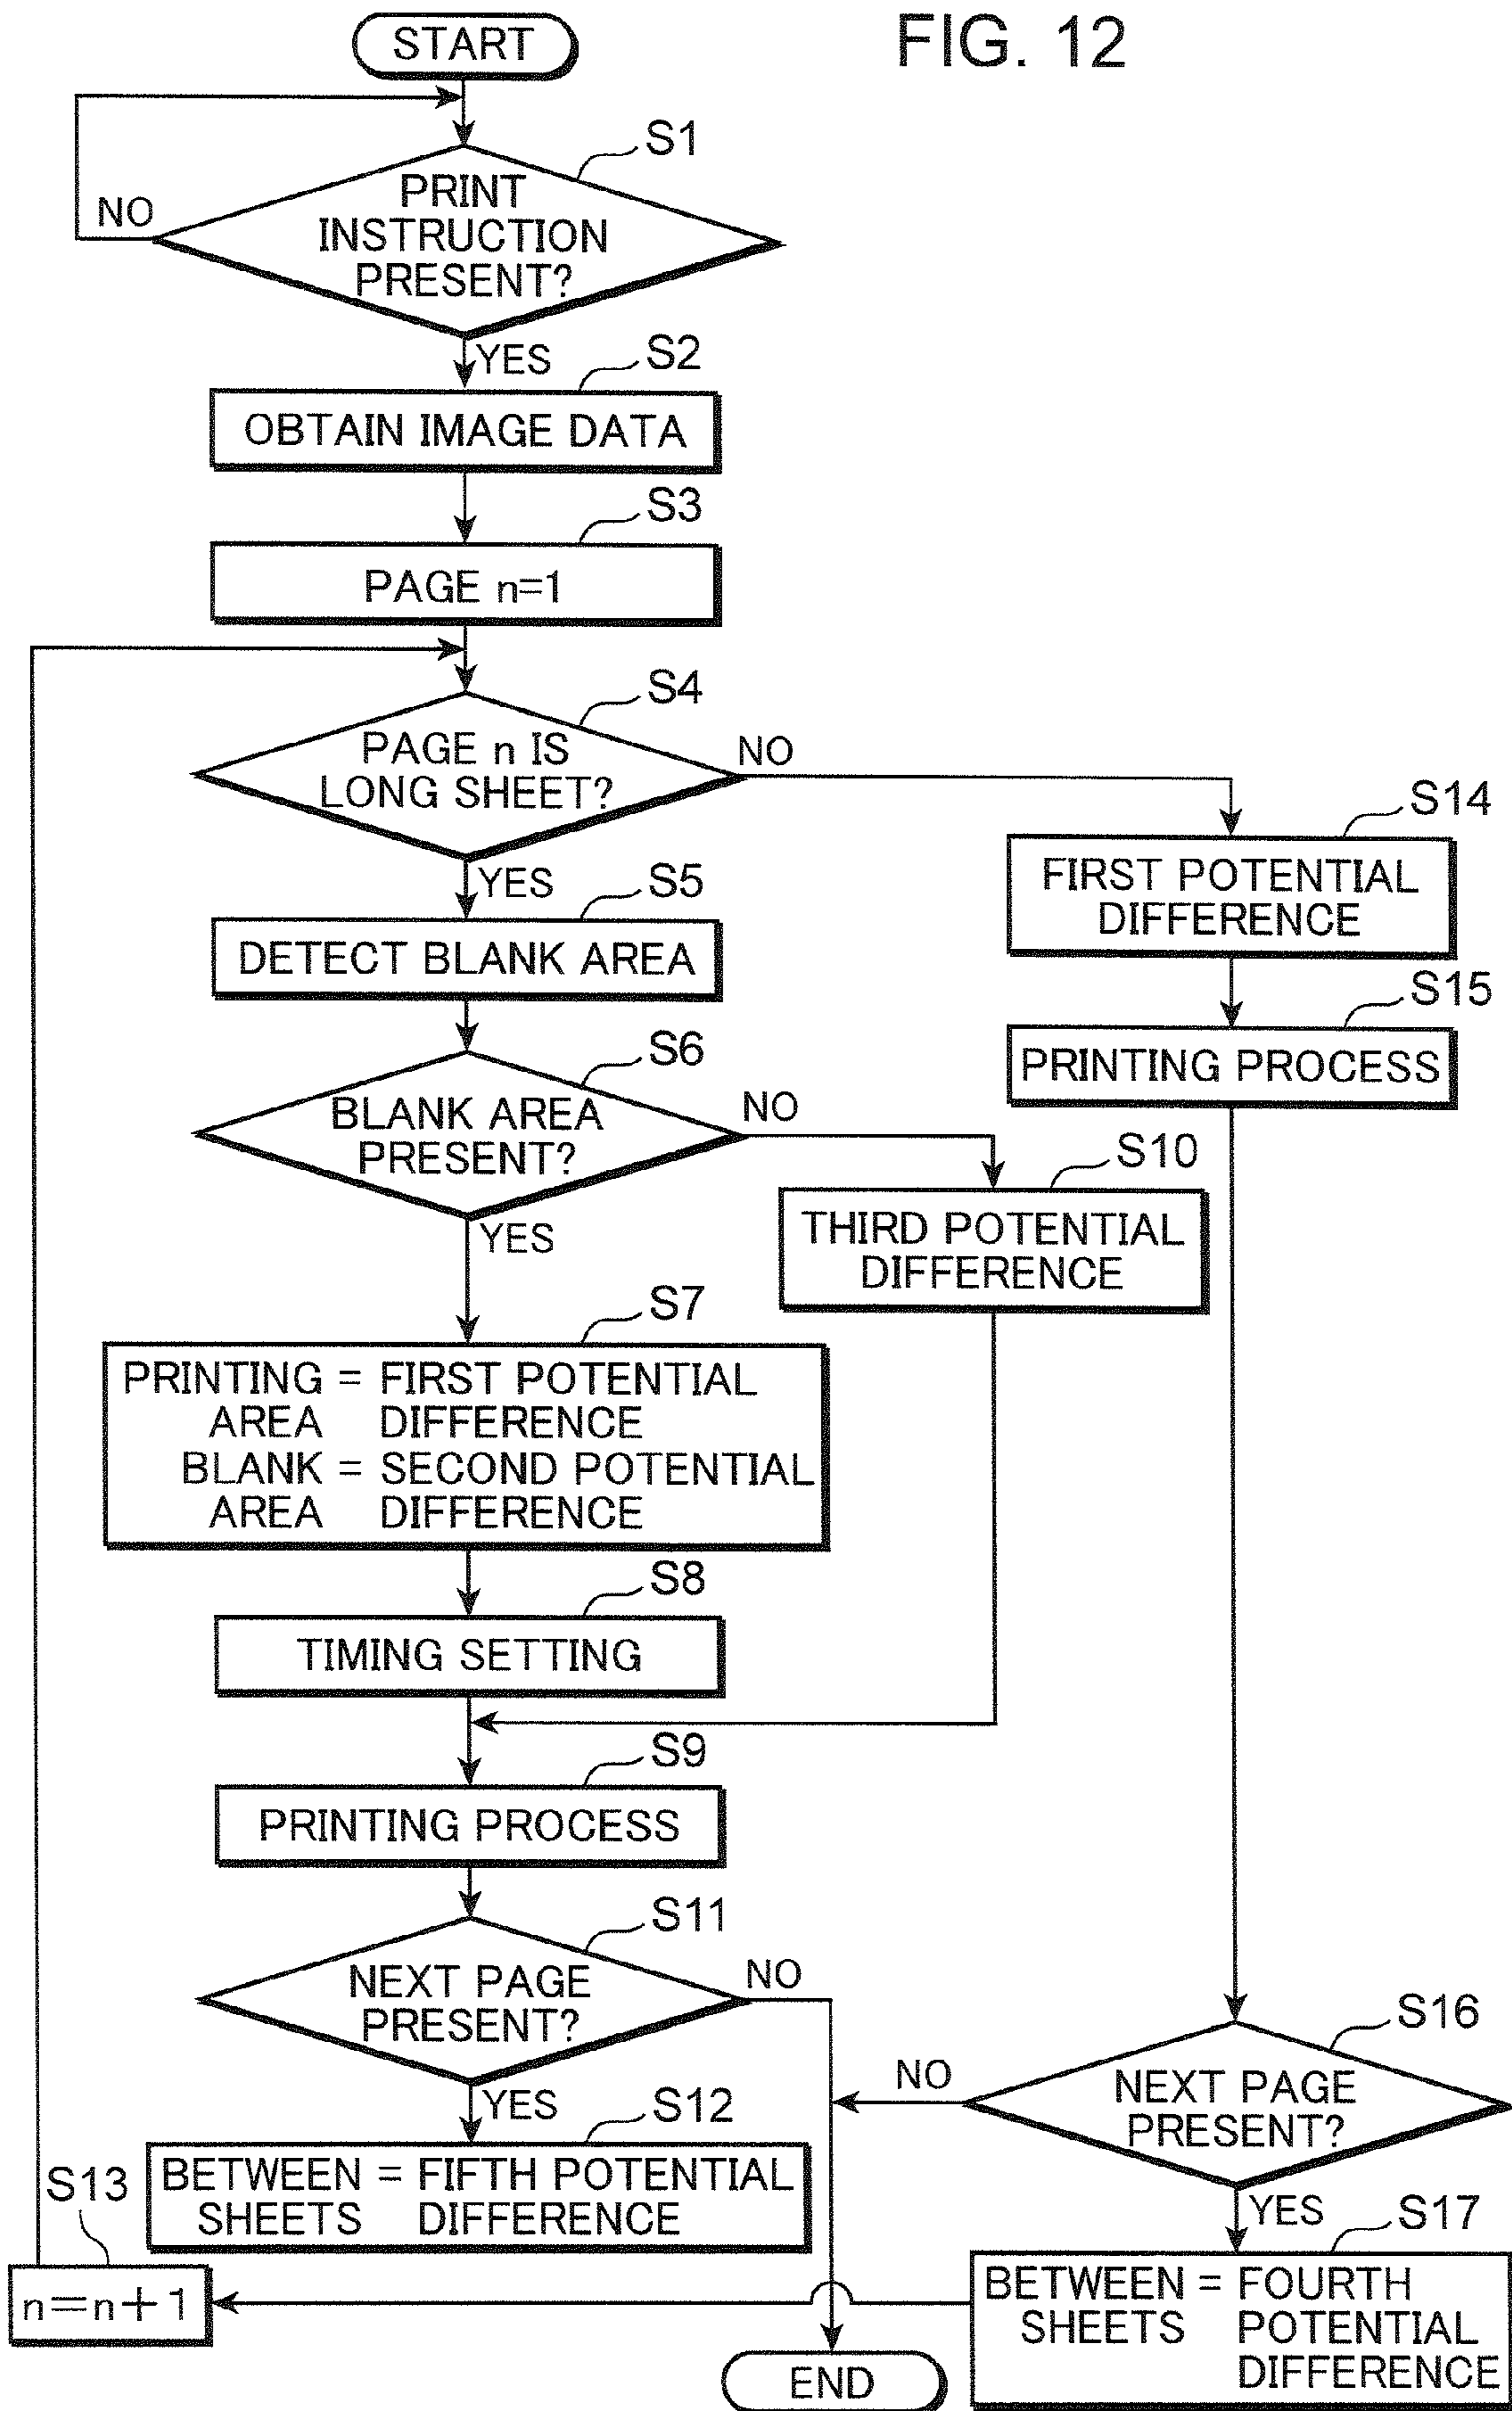 FIG. 12
START
S1
PRINT
INSTRUCTION
PRESENT?
NO
YES
S2
OBTAIN IMAGE DATA
S3
PAGE n=1
S4
PAGE n IS
LONG SHEET?
NO
YES
S5
DETECT BLANK AREA
S6
BLANK AREA
PRESENT?
NO
YES
S7
PRINTING = FIRST POTENTIAL
AREA DIFFERENCE
BLANK = SECOND POTENTIAL
AREA DIFFERENCE
S8
TIMING SETTING
S9
PRINTING PROCESS
S10
THIRD POTENTIAL
DIFFERENCE
S11
NEXT PAGE
PRESENT?
NO
YES
S12
BETWEEN = FIFTH POTENTIAL
SHEETS DIFFERENCE
S13
n=n+1
S14
FIRST POTENTIAL
DIFFERENCE
S15
PRINTING PROCESS
S16
NEXT PAGE
PRESENT?
NO
YES
S17
BETWEEN = FOURTH
SHEETS POTENTIAL
DIFFERENCE
END